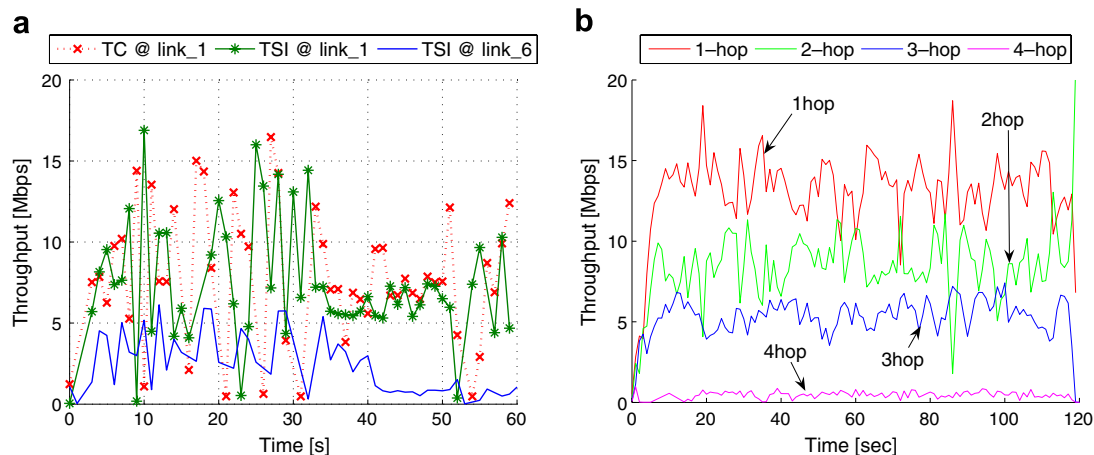 a
TC @ link_1 TSI @ link_1 TSI @ link_6
20
15
10
5
0
Throughput [Mbps]
0 10 20 30 40 50 60
Time [s]
b
1-hop 2-hop 3-hop 4-hop
20
15
10
5
0
Throughput [Mbps]
1hop
2hop
3hop
4hop
0 20 40 60 80 100 120
Time [sec]